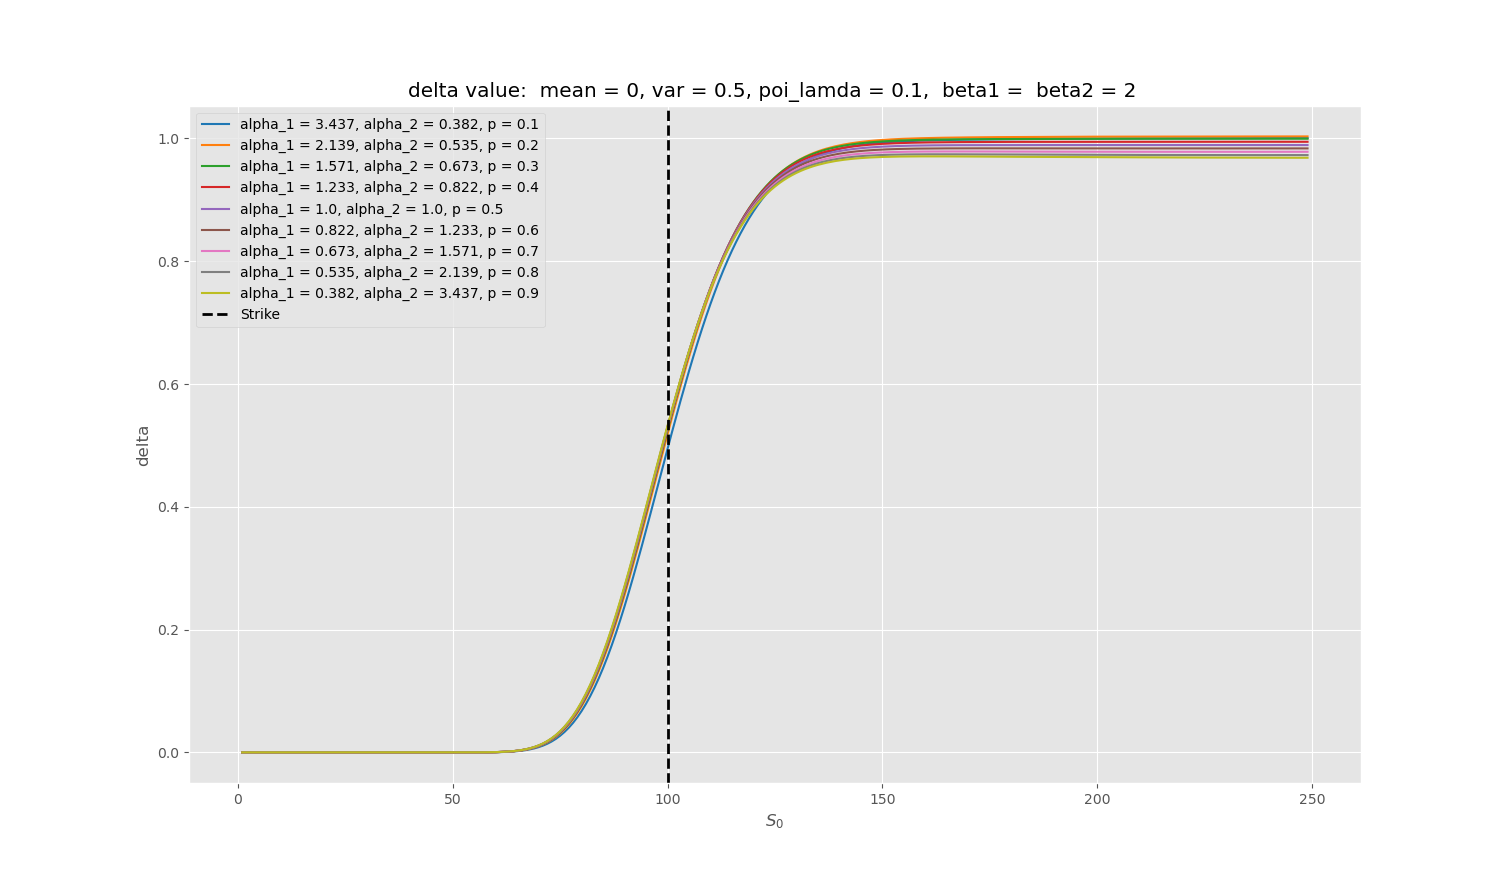 delta value:  mean = 0, var = 0.5, poi_lamda = 0.1,  beta1 =  beta2 = 2
alpha_1 = 3.437, alpha_2 = 0.382, p = 0.1
alpha_1 = 2.139, alpha_2 = 0.535, p = 0.2
alpha_1 = 1.571, alpha_2 = 0.673, p = 0.3
alpha_1 = 1.233, alpha_2 = 0.822, p = 0.4
alpha_1 = 1.0, alpha_2 = 1.0, p = 0.5
alpha_1 = 0.822, alpha_2 = 1.233, p = 0.6
alpha_1 = 0.673, alpha_2 = 1.571, p = 0.7
alpha_1 = 0.535, alpha_2 = 2.139, p = 0.8
alpha_1 = 0.382, alpha_2 = 3.437, p = 0.9
Strike
1.0
0.8
0.6
0.4
0.2
0.0
delta
0 50 100 150 200 250
S₀